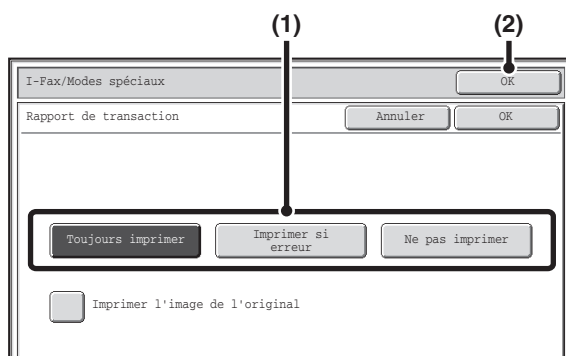 (1) (2)
I-Fax/Modes spéciaux OK
Rapport de transaction Annuler OK
Toujours imprimer Imprimer si Ne pas imprimer
erreur
Imprimer l'image de l'original